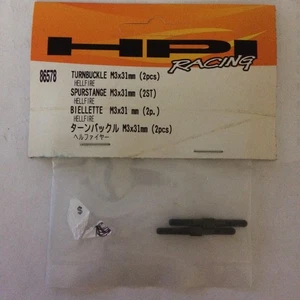 HPI
RACING
86578 TURNBUCKLE M3x31mm (2pcs)
HELLFIRE
SPURSTANGE M3x31mm (2ST)
HELLFIRE
BIELLETTE M3x31 mm (2p.)
HELLFIRE
ターンバックル M3x31mm (2pcs)
ヘルファイヤー